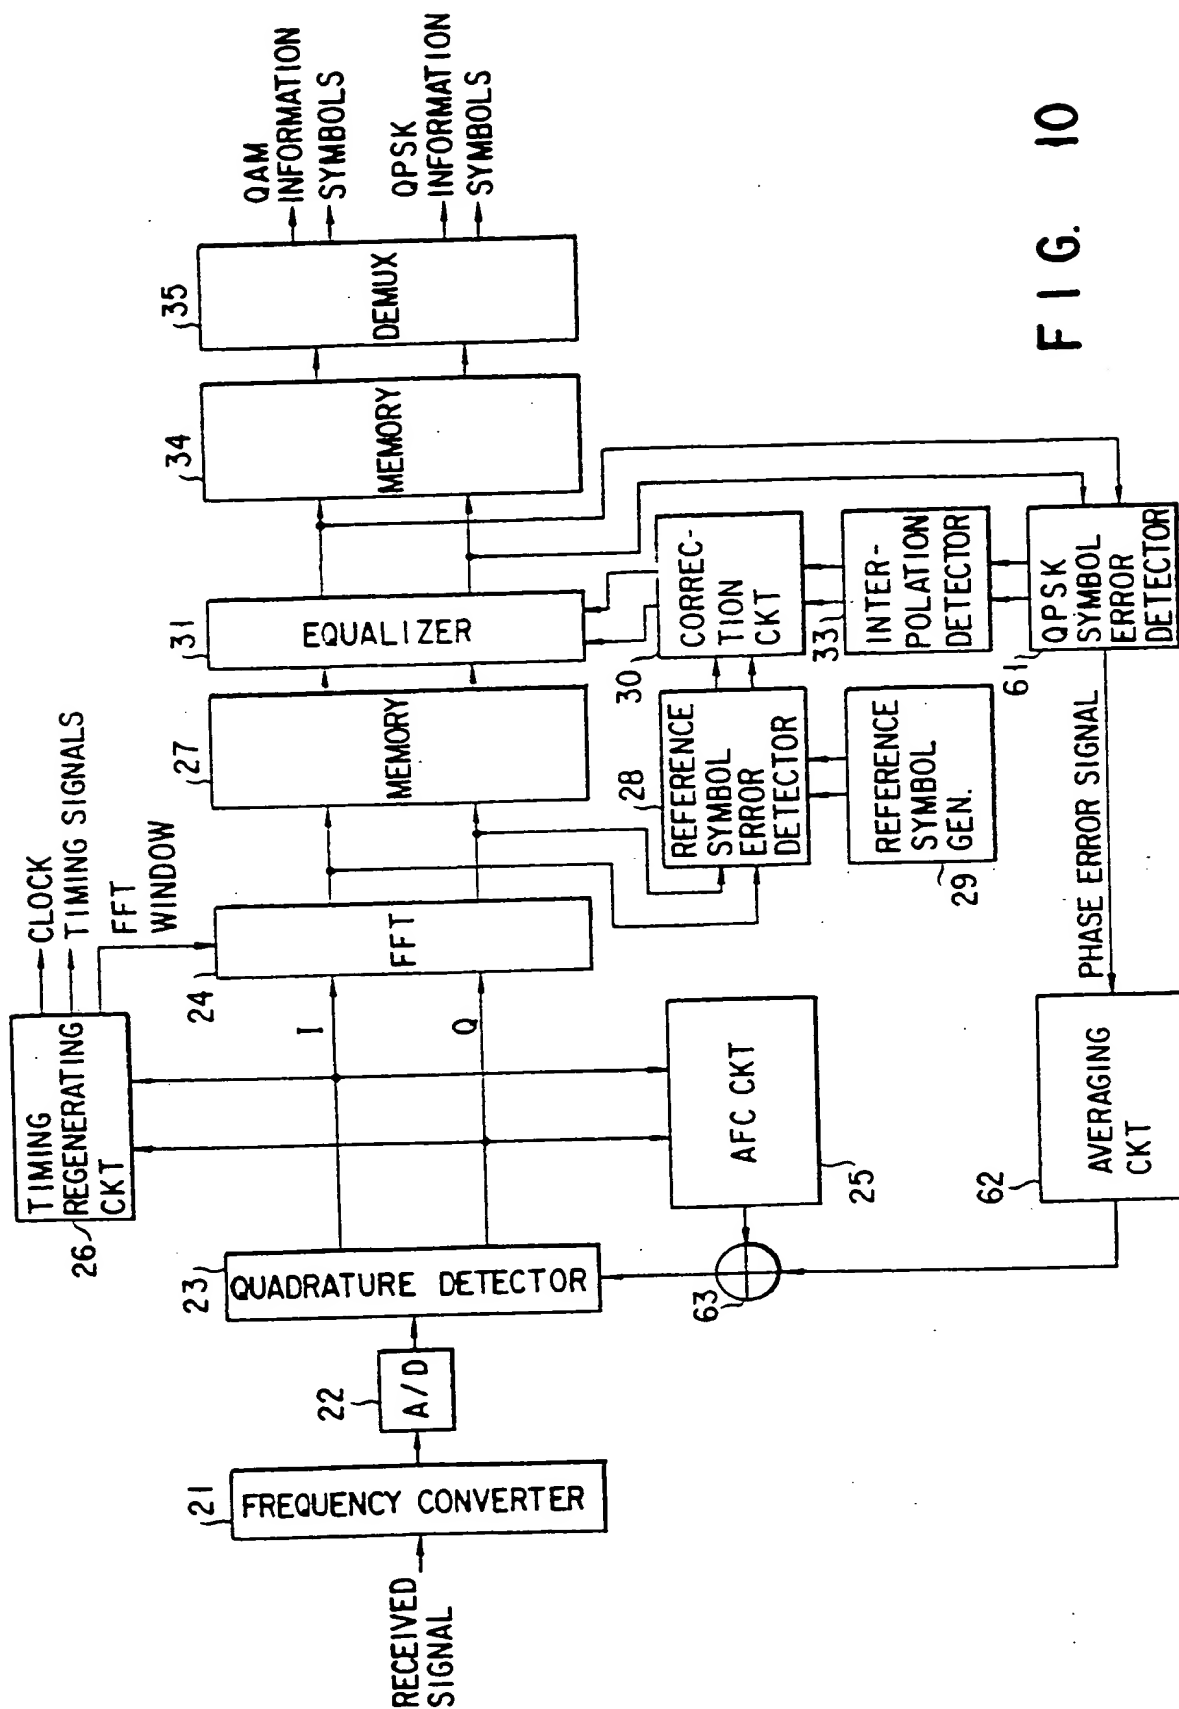 RECEIVED
SIGNAL
21
FREQUENCY CONVERTER
22
A/D
23
QUADRATURE DETECTOR
TIMING
REGENERATING
CKT
26
CLOCK
TIMING SIGNALS
FFT
WINDOW
I
Q
24
FFT
27
MEMORY
31
EQUALIZER
34
MEMORY
35
DEMUX
QAM
INFORMATION
SYMBOLS
QPSK
INFORMATION
SYMBOLS
AFC CKT
25
63
28
REFERENCE
SYMBOL
ERROR
DETECTOR
REFERENCE
SYMBOL
GEN.
29
30
CORREC-
TION
CKT
33
INTER-
POLATION
DETECTOR
61
QPSK
SYMBOL
ERROR
DETECTOR
PHASE ERROR SIGNAL
62
AVERAGING
CKT
FIG. 10